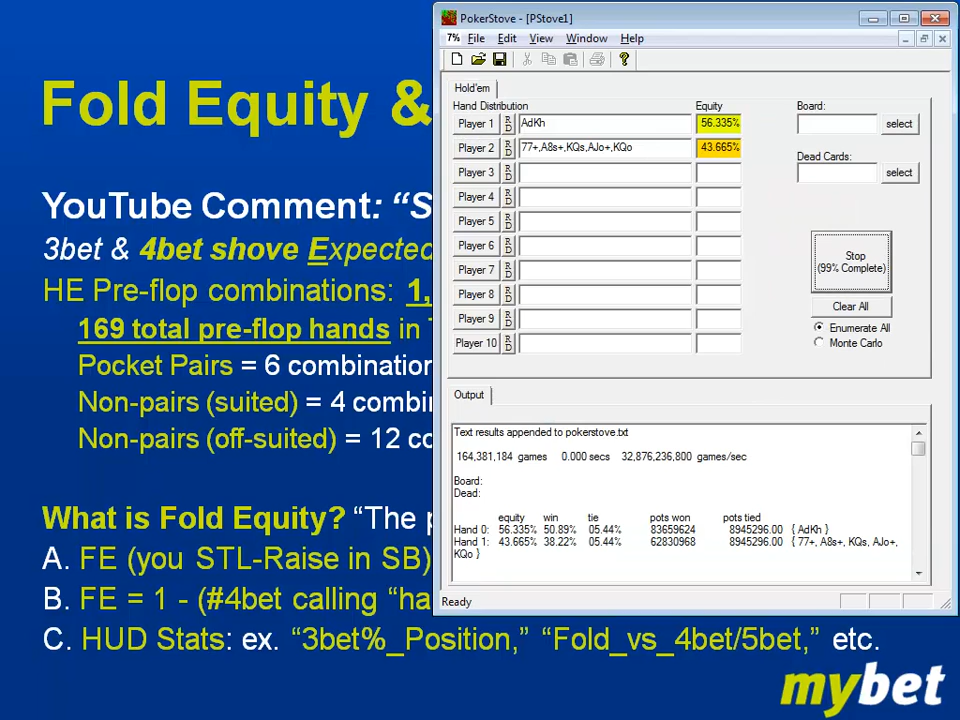 PokerStove - [PStove1]
7% File Edit View Window Help
Hold'em
Hand Distribution Equity Board:
Player 1 R D AdKh 56.335% select
Player 2 R D 77+,A8s+,KQs,AJo+,KQo 43.665%
Dead Cards:
Player 3 R D select
Player 4 R D
Player 5 R D
Player 6 R D
Player 7 R D
Player 8 R D
Player 9 R D
Player 10 R D
Stop
(99% Complete)
Clear All
Enumerate All
Monte Carlo
Output
Text results appended to pokerstove.txt
164,381,184 games 0.000 secs 32,876,236,800 games/sec
Board:
Dead:
equity win tie pots won pots tied
Hand 0: 56.335% 50.89% 05.44% 83659624 8945296.00 { AdKh }
Hand 1: 43.665% 38.22% 05.44% 62830968 8945296.00 { 77+, A8s+, KQs, AJo+,
KQo }
Ready
Fold Equity &
YouTube Comment: “S
3bet & 4bet shove Expected
HE Pre-flop combinations: 1,
169 total pre-flop hands in
Pocket Pairs = 6 combination
Non-pairs (suited) = 4 combi
Non-pairs (off-suited) = 12 co
What is Fold Equity? “The p
A. FE (you STL-Raise in SB)
B. FE = 1 - (#4bet calling “ha
C. HUD Stats: ex. “3bet%_Position,” “Fold_vs_4bet/5bet,” etc.
mybet